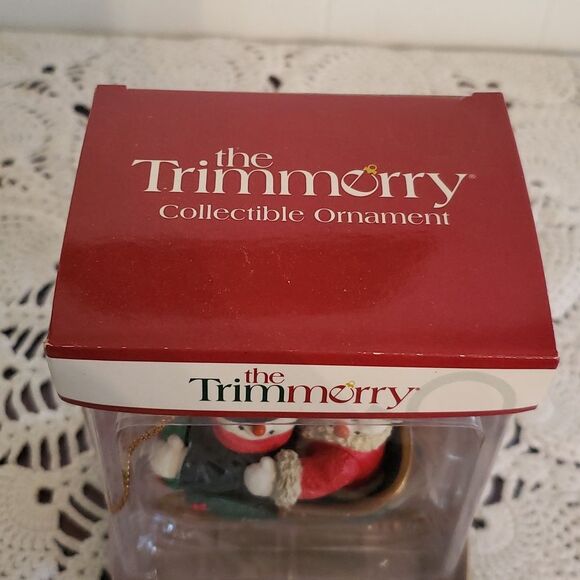 the
Trimmerry®
Collectible Ornament
the
Trimmerry®